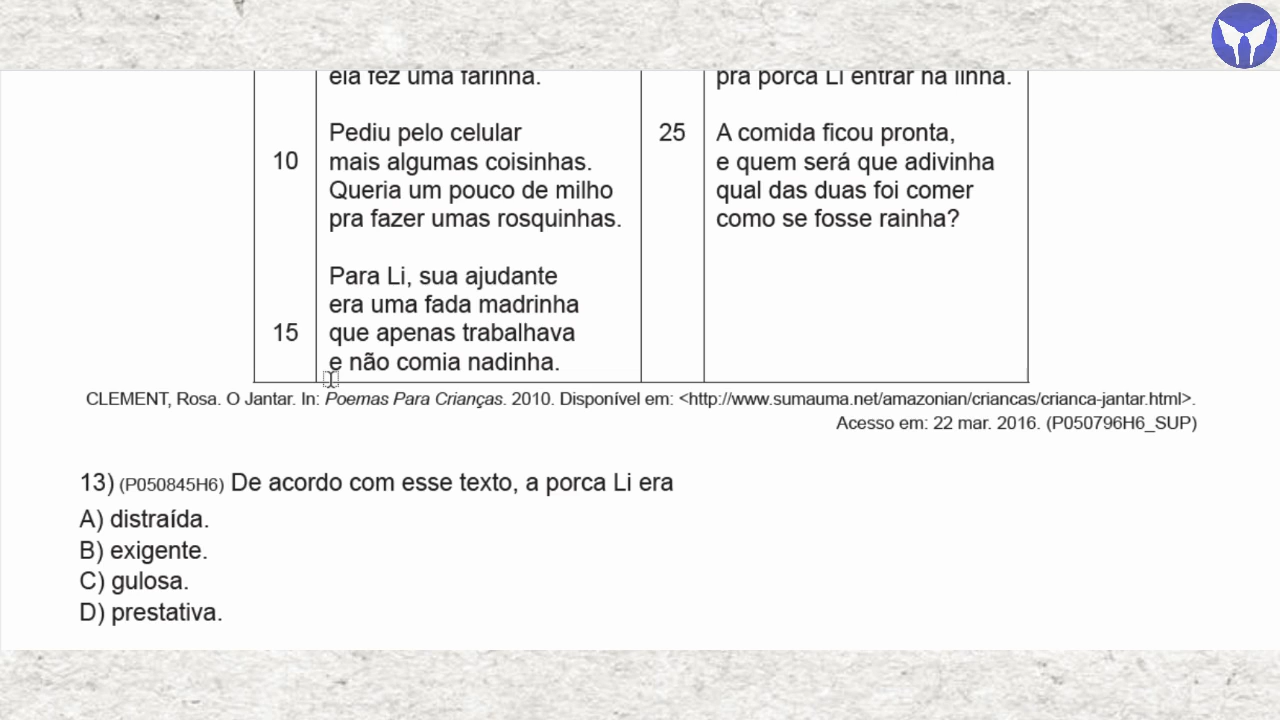 ela fez uma farinha.
10
Pediu pelo celular
mais algumas coisinhas.
Queria um pouco de milho
pra fazer umas rosquinhas.
15
Para Li, sua ajudante
era uma fada madrinha
que apenas trabalhava
e não comia nadinha.
pra porca Li entrar na linha.
25
A comida ficou pronta,
e quem será que adivinha
qual das duas foi comer
como se fosse rainha?
CLEMENT, Rosa. O Jantar. In: Poemas Para Crianças. 2010. Disponível em: <http://www.sumauma.net/amazonian/criancas/crianca-jantar.html>.
Acesso em: 22 mar. 2016. (P050796H6_SUP)
13) (P050845H6) De acordo com esse texto, a porca Li era
A) distraída.
B) exigente.
C) gulosa.
D) prestativa.